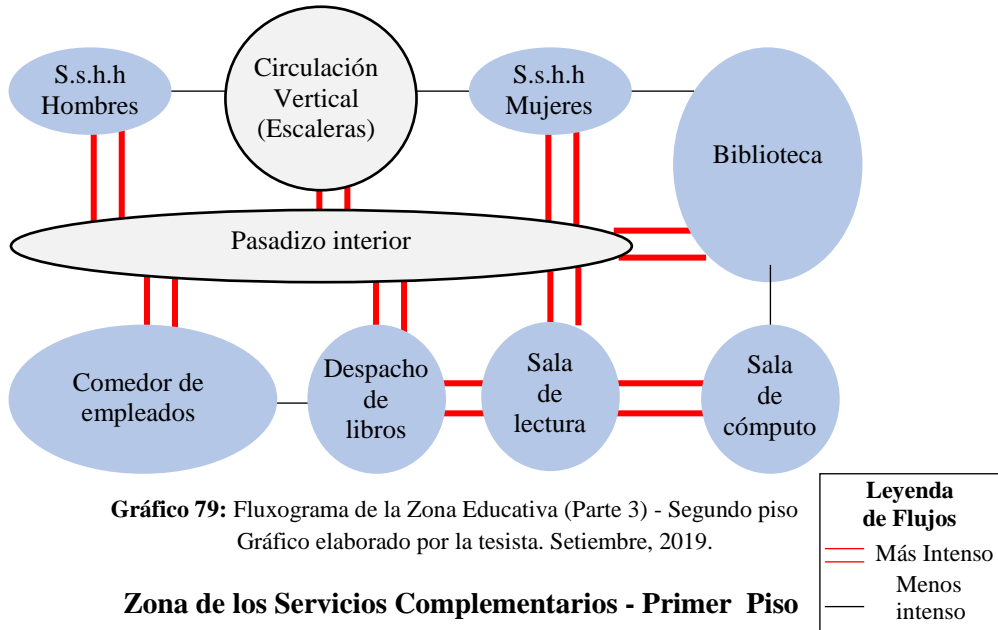 S.s.h.h
Hombres
Circulación
Vertical
(Escaleras)
S.s.h.h
Mujeres
Biblioteca
Pasadizo interior
Comedor de
empleados
Despacho
de
libros
Sala
de
lectura
Sala
de
cómputo
Gráfico 79: Fluxograma de la Zona Educativa (Parte 3) - Segundo piso
Gráfico elaborado por la tesista. Setiembre, 2019.
Leyenda
de Flujos
Más Intenso
Menos
intenso
Zona de los Servicios Complementarios - Primer Piso